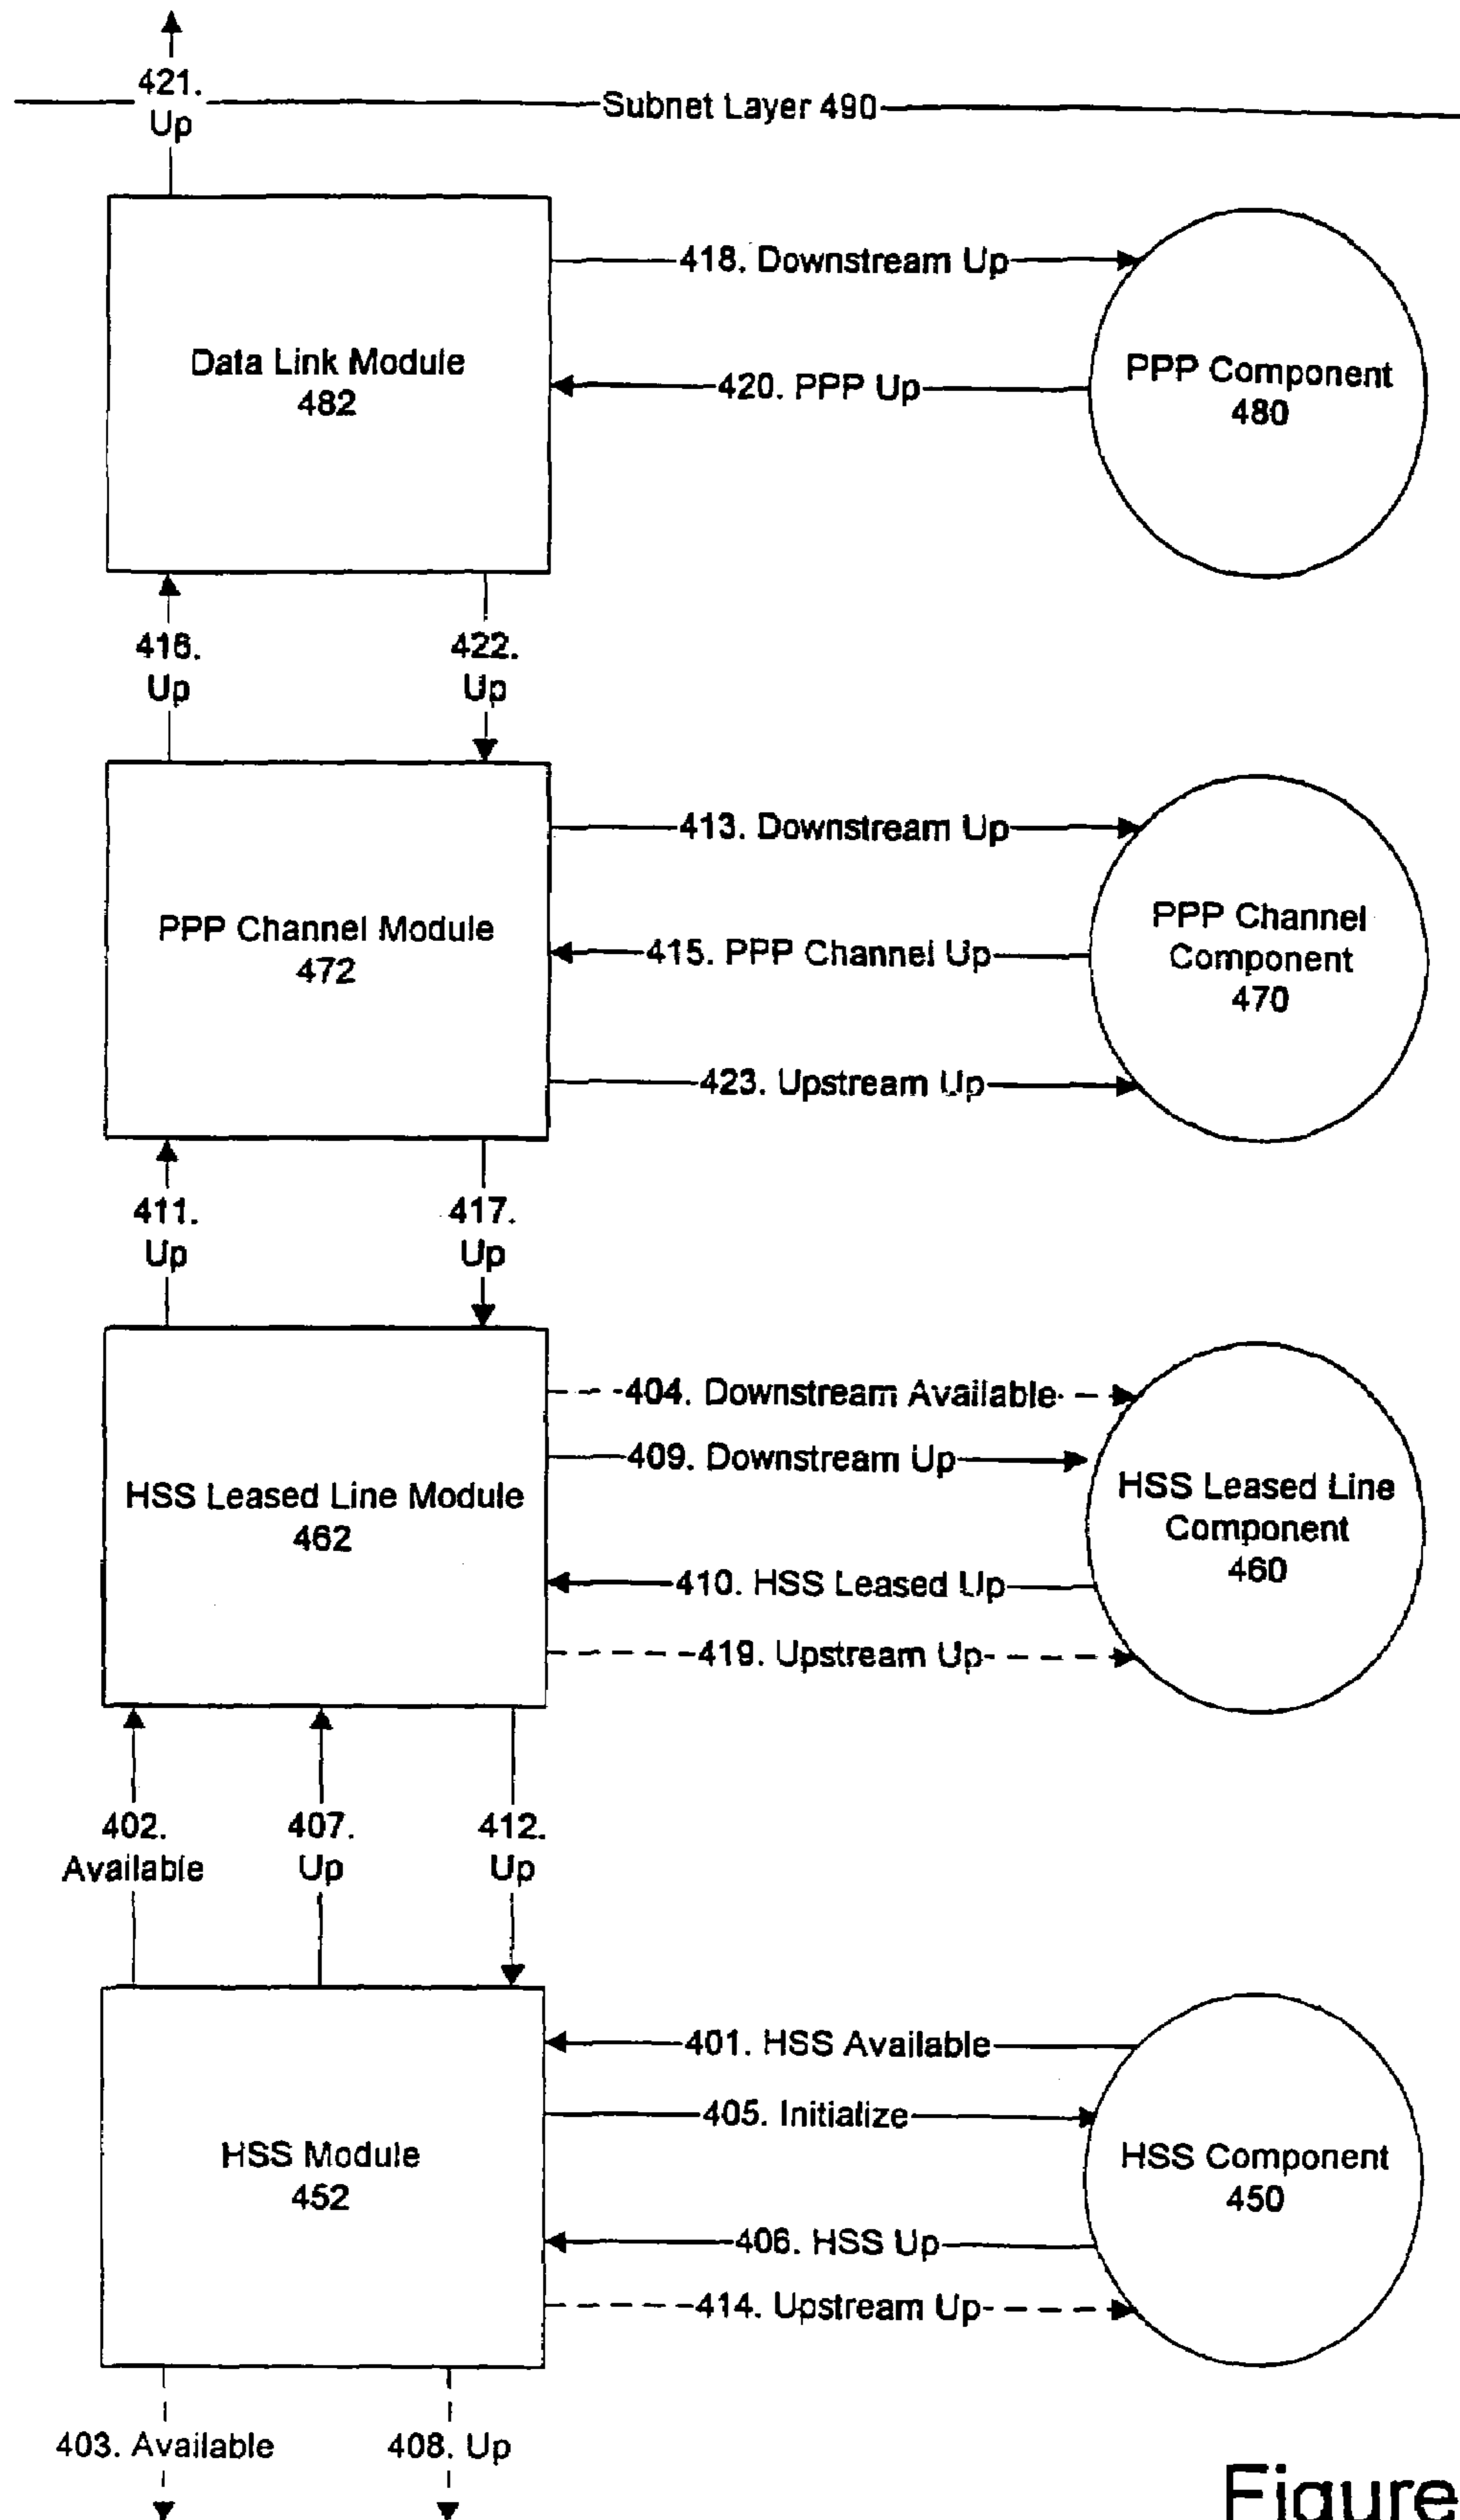 421.
Up
Subnet Layer 490
418. Downstream Up
Data Link Module
482
420. PPP Up
PPP Component
480
416.
Up
422.
Up
413. Downstream Up
PPP Channel Module
472
415. PPP Channel Up
PPP Channel
Component
470
423. Upstream Up
411.
Up
417.
Up
404. Downstream Available
409. Downstream Up
HSS Leased Line Module
462
HSS Leased Line
Component
460
410. HSS Leased Up
419. Upstream Up
402.
Available
407.
Up
412.
Up
401. HSS Available
405. Initialize
HSS Module
452
HSS Component
450
406. HSS Up
414. Upstream Up
403. Available
408. Up
Figure